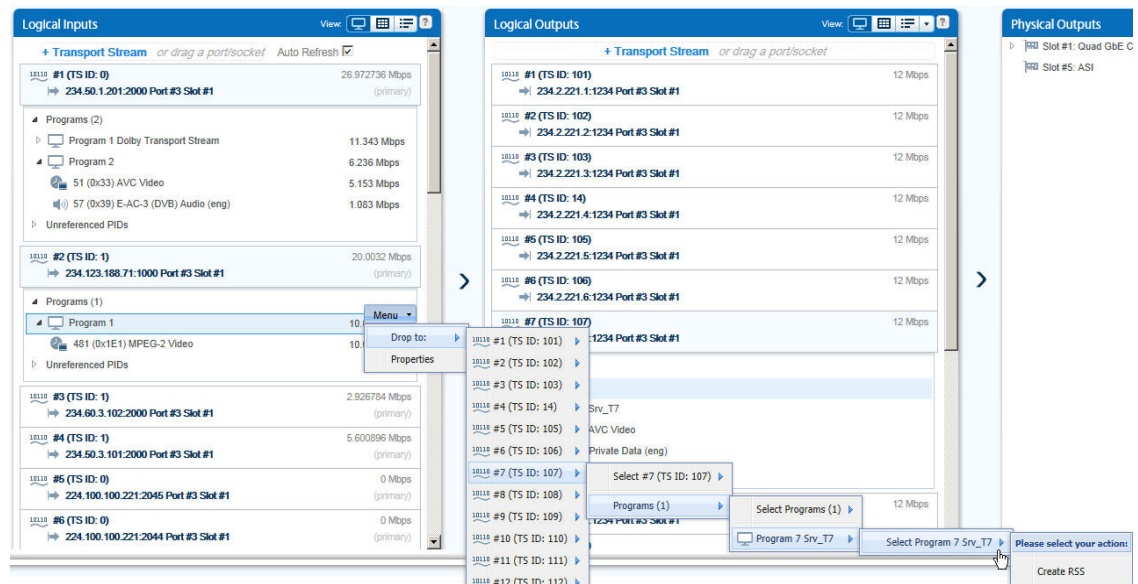 Logical Inputs View: ?
+ Transport Stream or drag a port/socket Auto Refresh
#1 (TS ID: 0) 26.972736 Mbps
234.50.1.201:2000 Port #3 Slot #1 (primary)
Programs (2)
Program 1 Dolby Transport Stream 11.343 Mbps
Program 2 6.236 Mbps
51 (0x33) AVC Video 5.153 Mbps
57 (0x39) E-AC-3 (DVB) Audio (eng) 1.083 Mbps
Unreferenced PIDs
#2 (TS ID: 1) 20.0032 Mbps
234.123.188.71:1000 Port #3 Slot #1 (primary)
Programs (1)
Program 1 10.
481 (0x1E1) MPEG-2 Video 10.
Unreferenced PIDs
#3 (TS ID: 1) 2.926784 Mbps
234.60.3.102:2000 Port #3 Slot #1 (primary)
#4 (TS ID: 1) 5.600896 Mbps
234.50.3.101:2000 Port #3 Slot #1 (primary)
#5 (TS ID: 0) 0 Mbps
224.100.100.221:2045 Port #3 Slot #1 (primary)
#6 (TS ID: 0) 0 Mbps
224.100.100.221:2044 Port #3 Slot #1 (primary)
Menu
Drop to:
Properties
#1 (TS ID: 101)
#2 (TS ID: 102)
#3 (TS ID: 103)
#4 (TS ID: 14)
#5 (TS ID: 105)
#6 (TS ID: 106)
#7 (TS ID: 107)
#8 (TS ID: 108)
#9 (TS ID: 109)
#10 (TS ID: 110)
#11 (TS ID: 111)
#12 (TS ID: 112)
Select #7 (TS ID: 107)
Programs (1)
Select Programs (1)
Program 7 Srv_T7
Select Program 7 Srv_T7
Please select your action:
Create RSS
Logical Outputs View: ?
+ Transport Stream or drag a port/socket
#1 (TS ID: 101) 12 Mbps
234.2.221.1:1234 Port #3 Slot #1
#2 (TS ID: 102) 12 Mbps
234.2.221.2:1234 Port #3 Slot #1
#3 (TS ID: 103) 12 Mbps
234.2.221.3:1234 Port #3 Slot #1
#4 (TS ID: 14) 12 Mbps
234.2.221.4:1234 Port #3 Slot #1
#5 (TS ID: 105) 12 Mbps
234.2.221.5:1234 Port #3 Slot #1
#6 (TS ID: 106) 12 Mbps
234.2.221.6:1234 Port #3 Slot #1
#7 (TS ID: 107) 12 Mbps
:1234 Port #3 Slot #1
Srv_T7
AVC Video
Private Data (eng)
12 Mbps
:1234 Port #3 Slot #1
Physical Outputs
Slot #1: Quad GbE C
Slot #5: ASI